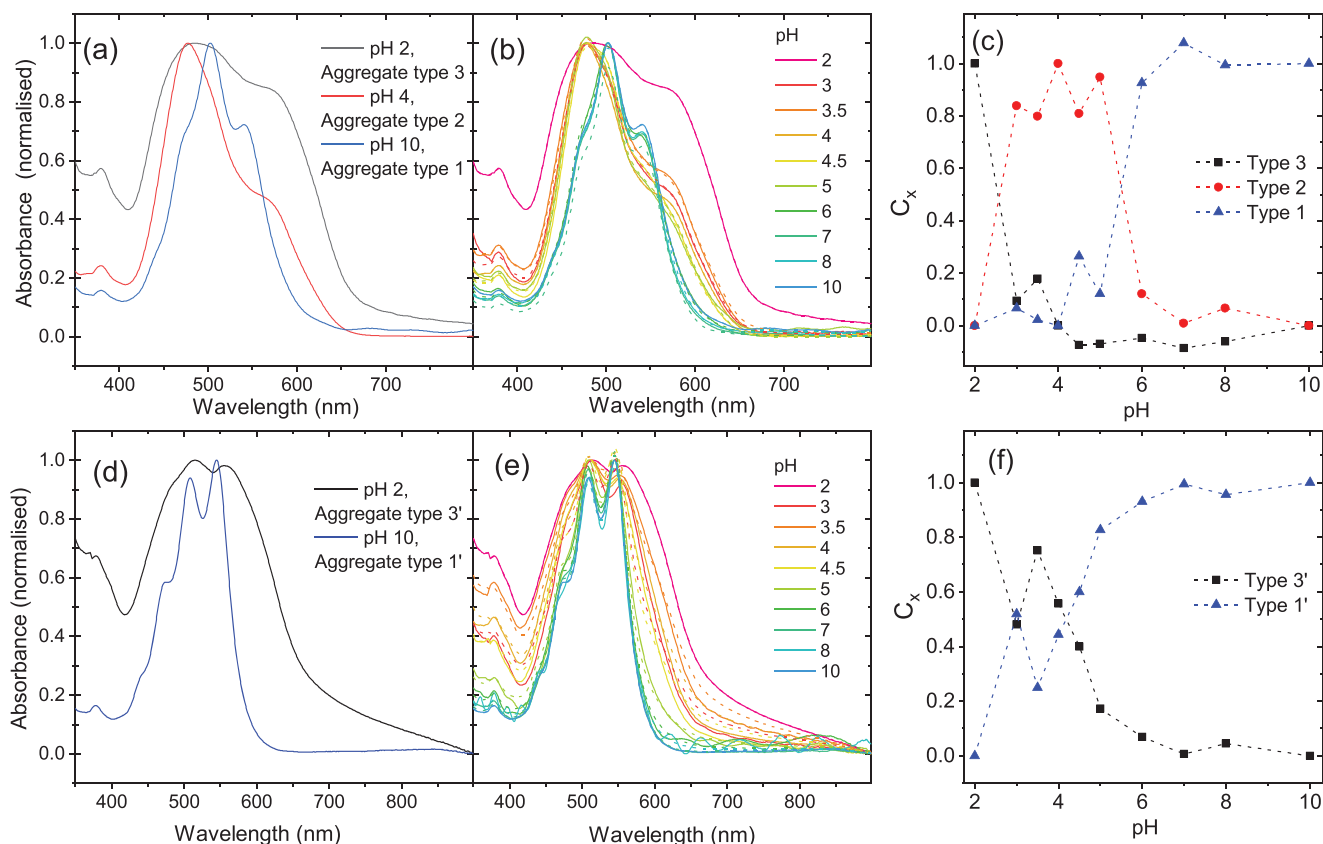 (a)
pH 2,
Aggregate type 3
pH 4,
Aggregate type 2
pH 10,
Aggregate type 1
Absorbance (normalised)
1.0
0.8
0.6
0.4
0.2
0.0
400 500 600 700
Wavelength (nm)
(b)
pH
2
3
3.5
4
4.5
5
6
7
8
10
400 500 600 700
Wavelength (nm)
(c)
Cx
1.0
0.8
0.6
0.4
0.2
0.0
Type 3
Type 2
Type 1
2 4 6 8 10
pH
(d)
pH 2,
Aggregate type 3'
pH 10,
Aggregate type 1'
Absorbance (normalised)
1.0
0.8
0.6
0.4
0.2
0.0
400 500 600 700 800
Wavelength (nm)
(e)
pH
2
3
3.5
4
4.5
5
6
7
8
10
400 500 600 700 800
Wavelength (nm)
(f)
Cx
1.0
0.8
0.6
0.4
0.2
0.0
Type 3'
Type 1'
2 4 6 8 10
pH